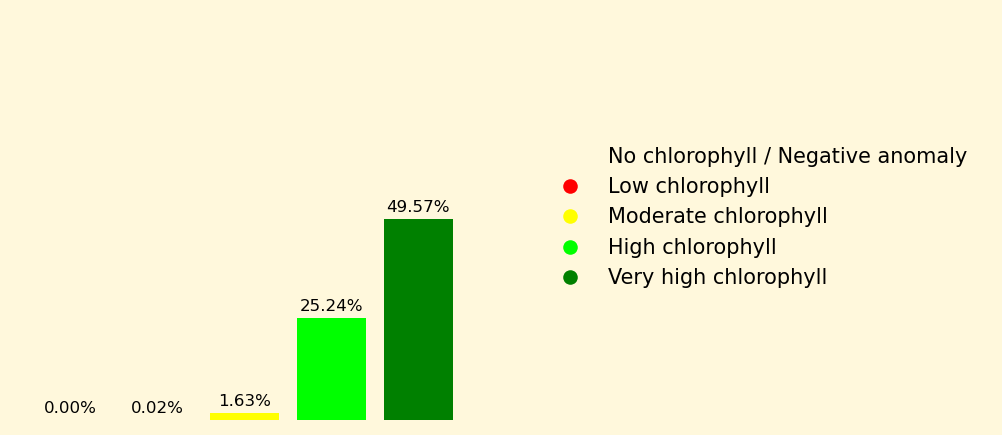 No chlorophyll / Negative anomaly
Low chlorophyll
Moderate chlorophyll
High chlorophyll
Very high chlorophyll
49.57%
25.24%
1.63%
0.00%
0.02%